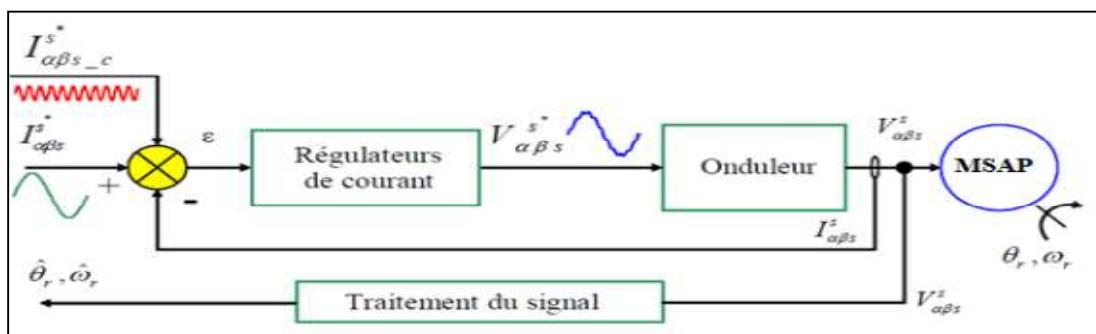 I^{s*}_{αβs_c}
I^{s*}_{αβs}
+
-
ε
Régulateurs
de courant
V^{s*}_{αβs}
Onduleur
V^{s}_{αβs}
MSAP
I^{s}_{αβs}
θ_r, ω_r
θ̂_r, ω̂_r
Traitement du signal
V^{s}_{αβs}